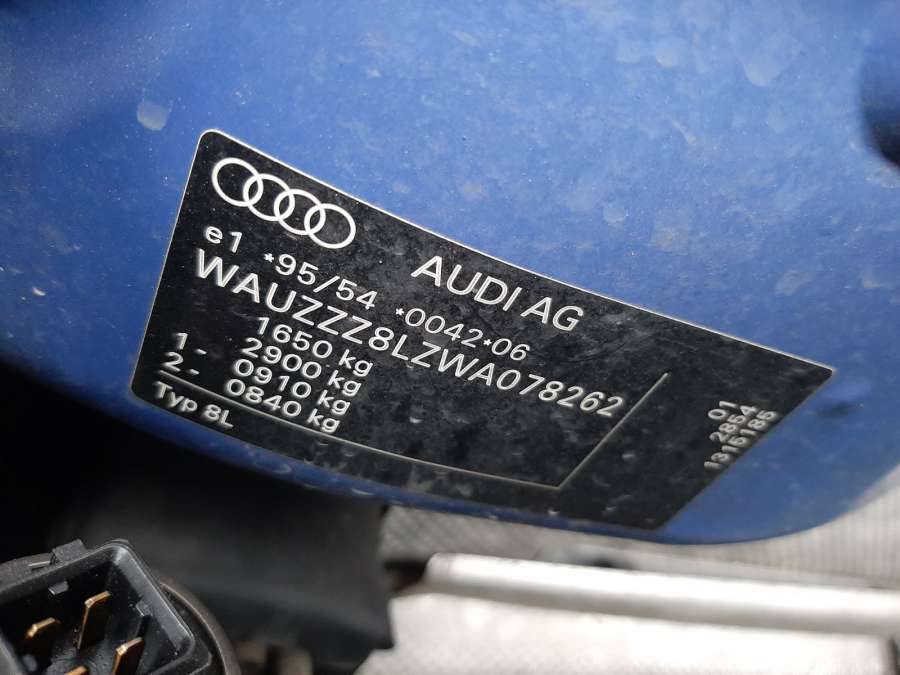 AUDI AG
e1 *95/54 *0042*06
WAUZZZ8LZWA078262
1650 kg
2900 kg
1- 0910 kg
2- 0840 kg
Typ 8L
01
2854
1315185